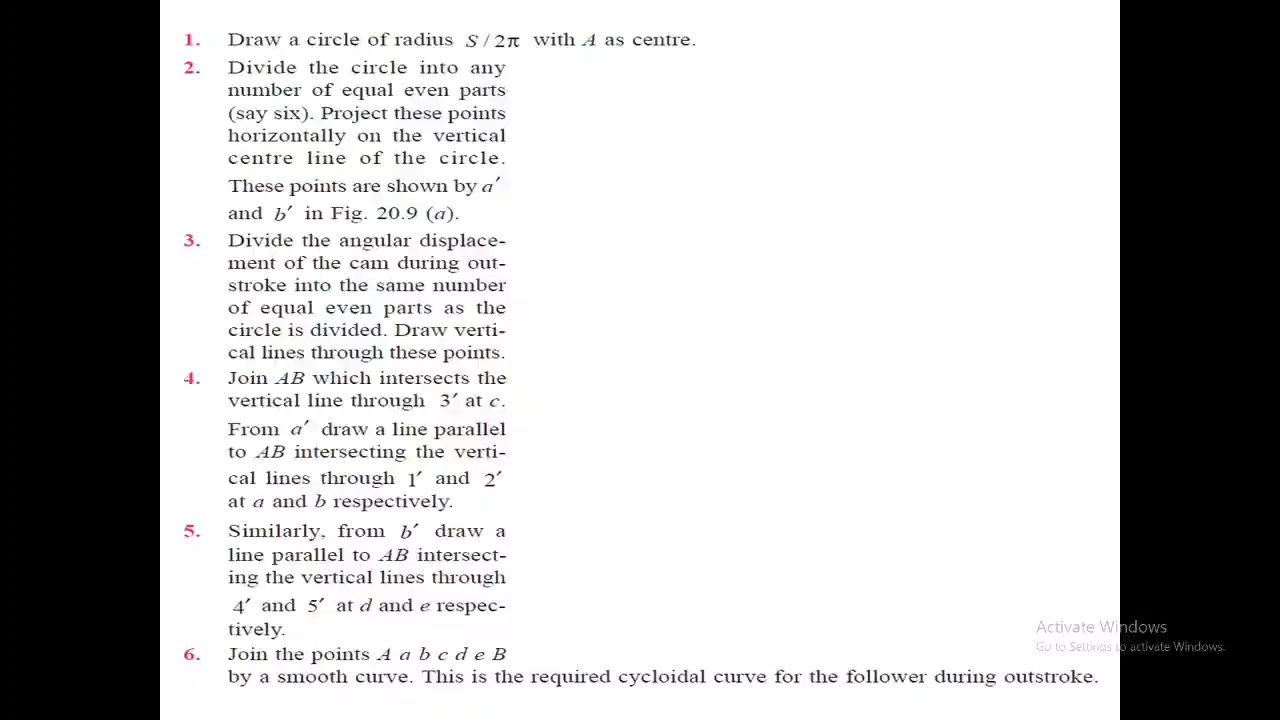 1. Draw a circle of radius S / 2π with A as centre.
2. Divide the circle into any
number of equal even parts
(say six). Project these points
horizontally on the vertical
centre line of the circle.
These points are shown by a′
and b′ in Fig. 20.9 (a).
3. Divide the angular displace-
ment of the cam during out-
stroke into the same number
of equal even parts as the
circle is divided. Draw verti-
cal lines through these points.
4. Join AB which intersects the
vertical line through 3′ at c.
From a′ draw a line parallel
to AB intersecting the verti-
cal lines through 1′ and 2′
at a and b respectively.
5. Similarly, from b′ draw a
line parallel to AB intersect-
ing the vertical lines through
4′ and 5′ at d and e respec-
tively.
6. Join the points A a b c d e B
by a smooth curve. This is the required cycloidal curve for the follower during outstroke.
Activate Windows
Go to Settings to activate Windows.